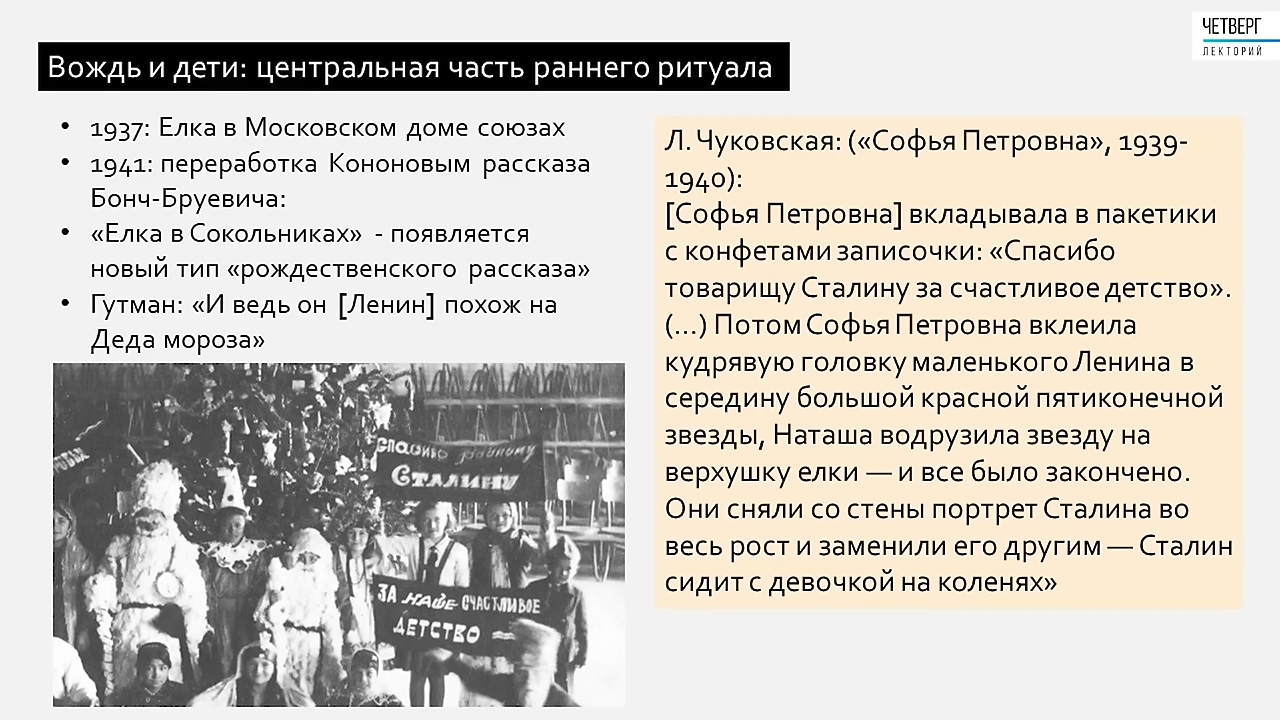 ЧЕТВЕРГ
ЛЕКТОРИЙ
Вождь и дети: центральная часть раннего ритуала
• 1937: Елка в Московском доме союзах
• 1941: переработка Кононовым рассказа
Бонч-Бруевича:
• «Елка в Сокольниках» - появляется
новый тип «рождественского рассказа»
• Гутман: «И ведь он [Ленин] похож на
Деда мороза»
СПАСИБО РОДНОМУ
СТАЛИНУ
ЗА НАШЕ СЧАСТЛИВОЕ
ДЕТСТВО
Л. Чуковская: («Софья Петровна», 1939-
1940):
[Софья Петровна] вкладывала в пакетики
с конфетами записочки: «Спасибо
товарищу Сталину за счастливое детство».
(...) Потом Софья Петровна вклеила
кудрявую головку маленького Ленина в
середину большой красной пятиконечной
звезды, Наташа водрузила звезду на
верхушку елки — и все было закончено.
Они сняли со стены портрет Сталина во
весь рост и заменили его другим — Сталин
сидит с девочкой на коленях»